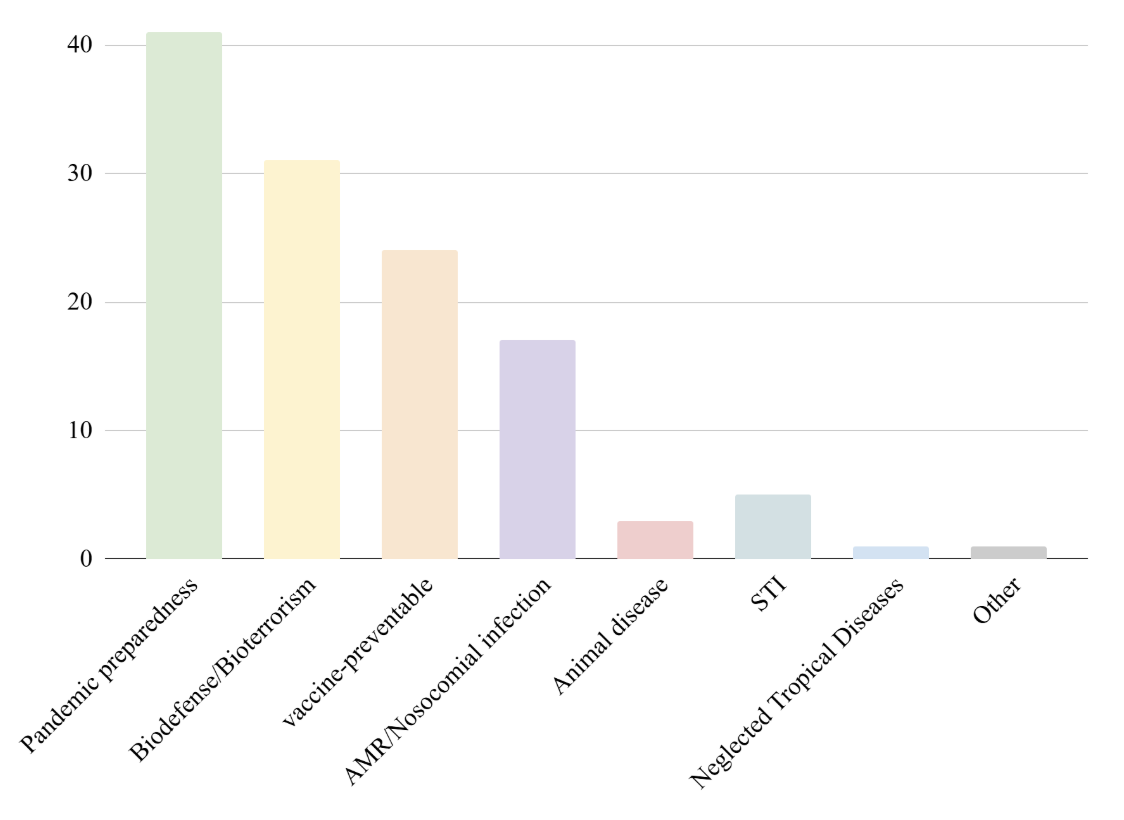 40
30
20
10
0
Pandemic preparedness
Biodefense/Bioterrorism
vaccine-preventable
AMR/Nosocomial infection
Animal disease
STI
Neglected Tropical Diseases
Other